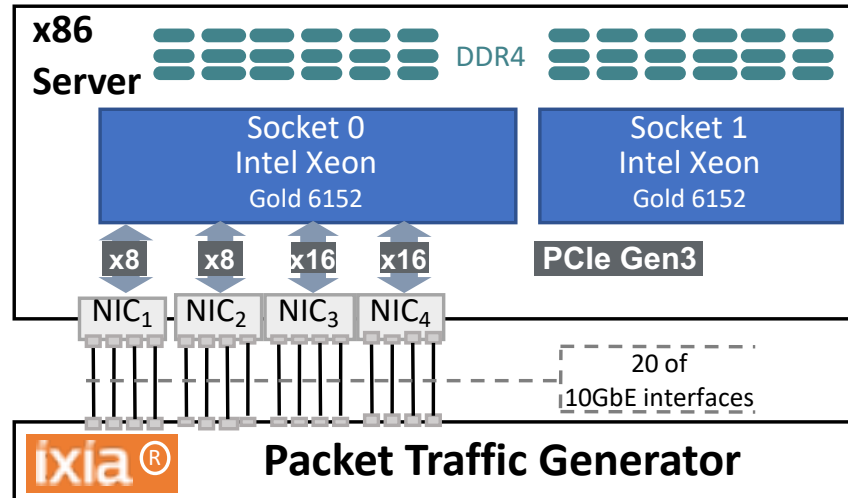 x86
Server
DDR4
Socket 0
Intel Xeon
Gold 6152
Socket 1
Intel Xeon
Gold 6152
x8
x8
x16
x16
PCIe Gen3
NIC1
NIC2
NIC3
NIC4
20 of
10GbE interfaces
ixia®
Packet Traffic Generator